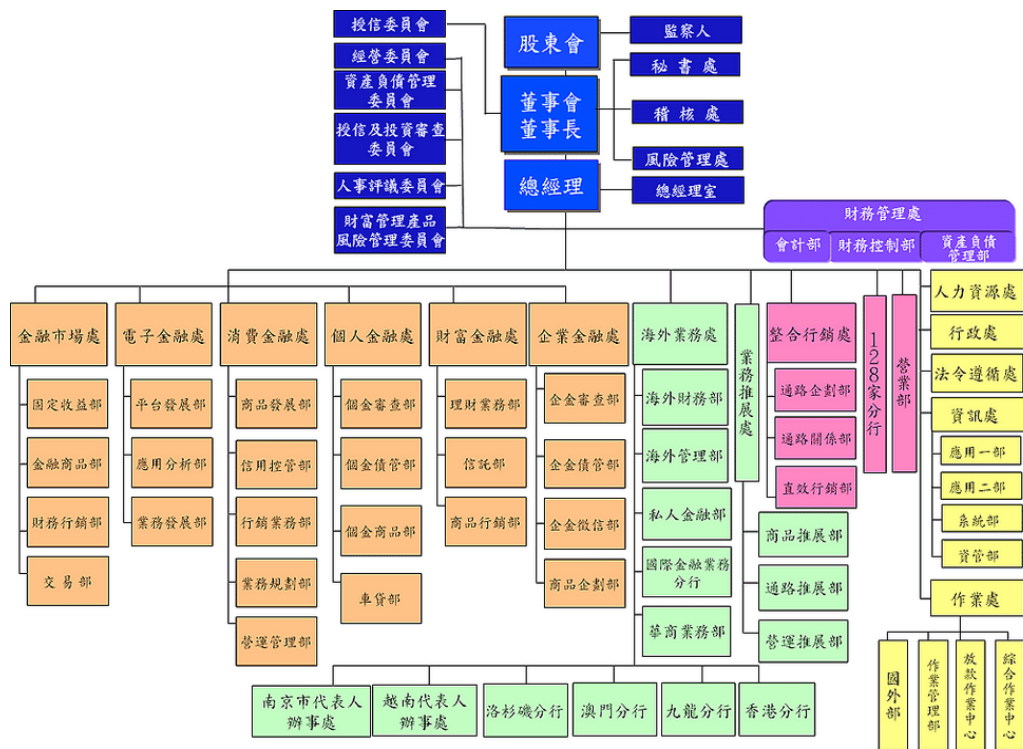 授信委員會
經營委員會
資產負債管理
委員會
授信及投資審查
委員會
人事評議委員會
財富管理產品
風險管理委員會
股東會
董事會
董事長
總經理
監察人
秘書處
稽核處
風險管理處
總經理室
財務管理處
會計部
財務控制部
資產負債
管理部
金融市場處
固定收益部
金融商品部
財務行銷部
交易部
電子金融處
平台發展部
應用分析部
業務發展部
消費金融處
商品發展部
信用控管部
行銷業務部
業務規劃部
營運管理部
個人金融處
個金審查部
個金債管部
個金商品部
車貸部
財富金融處
理財業務部
信託部
商品行銷部
企業金融處
企金審查部
企金債管部
企金徵信部
商品企劃部
海外業務處
海外財務部
海外管理部
私人金融部
國際金融業務
分行
華商業務部
南京市代表人
辦事處
越南代表人
辦事處
洛杉磯分行
澳門分行
九龍分行
香港分行
業務推展處
商品推展部
通路推展部
營運推展部
整合行銷處
通路企劃部
通路關係部
直效行銷部
128家分行
營業部
人力資源處
行政處
法令遵循處
資訊處
應用一部
應用二部
系統部
資管部
作業處
國外部
作業管理部
放款作業中心
綜合作業中心